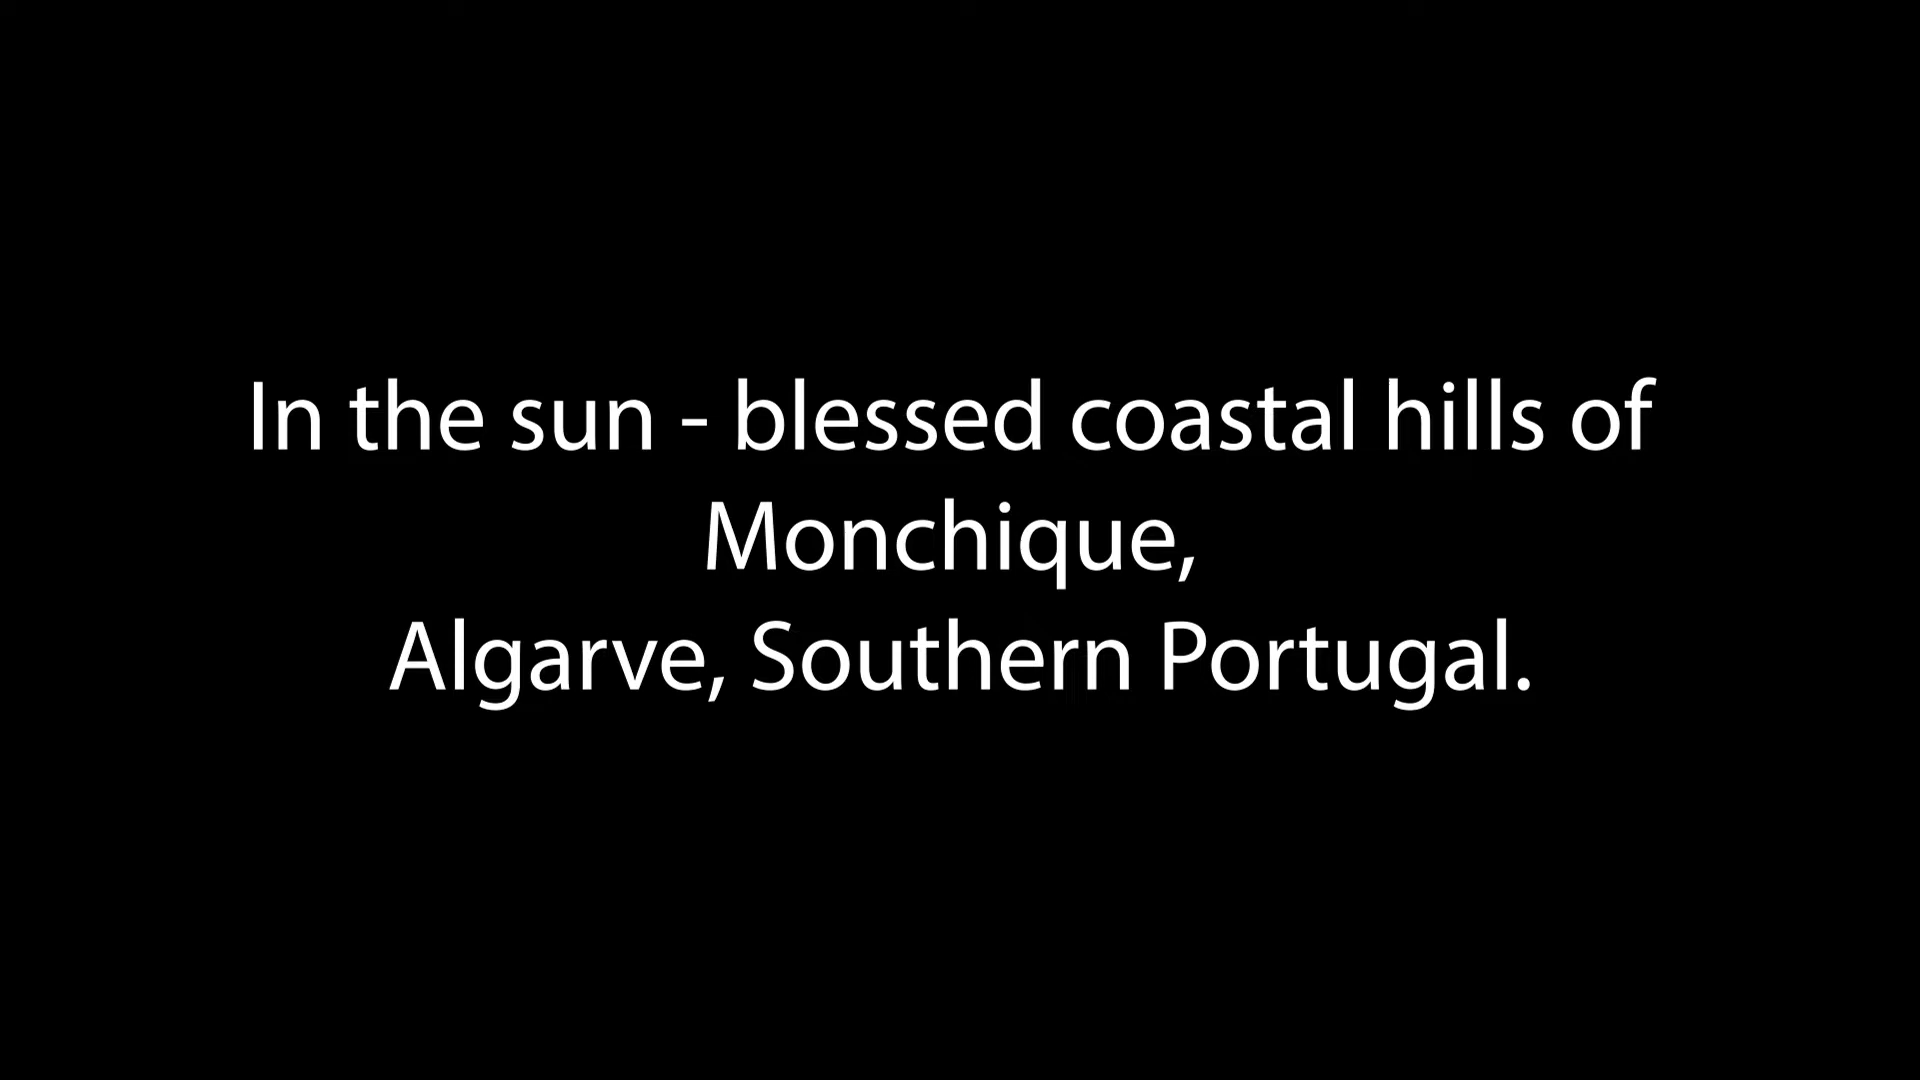 In the sun - blessed coastal hills of
Monchique,
Algarve, Southern Portugal.